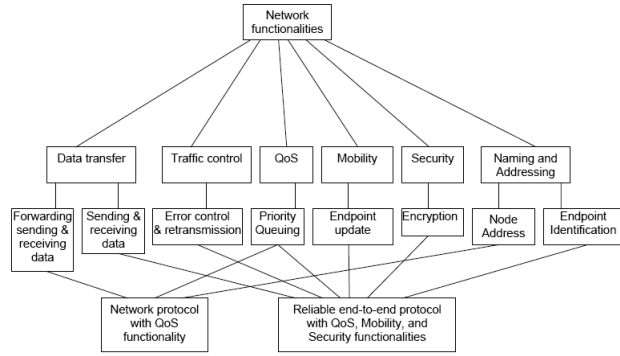 Network
functionalities
Data transfer
Traffic control
QoS
Mobility
Security
Naming and
Addressing
Forwarding
sending &
receiving
data
Sending &
receiving
data
Error control
& retransmission
Priority
Queuing
Endpoint
update
Encryption
Node
Address
Endpoint
Identification
Network protocol
with QoS
functionality
Reliable end-to-end protocol
with QoS, Mobility, and
Security functionalities